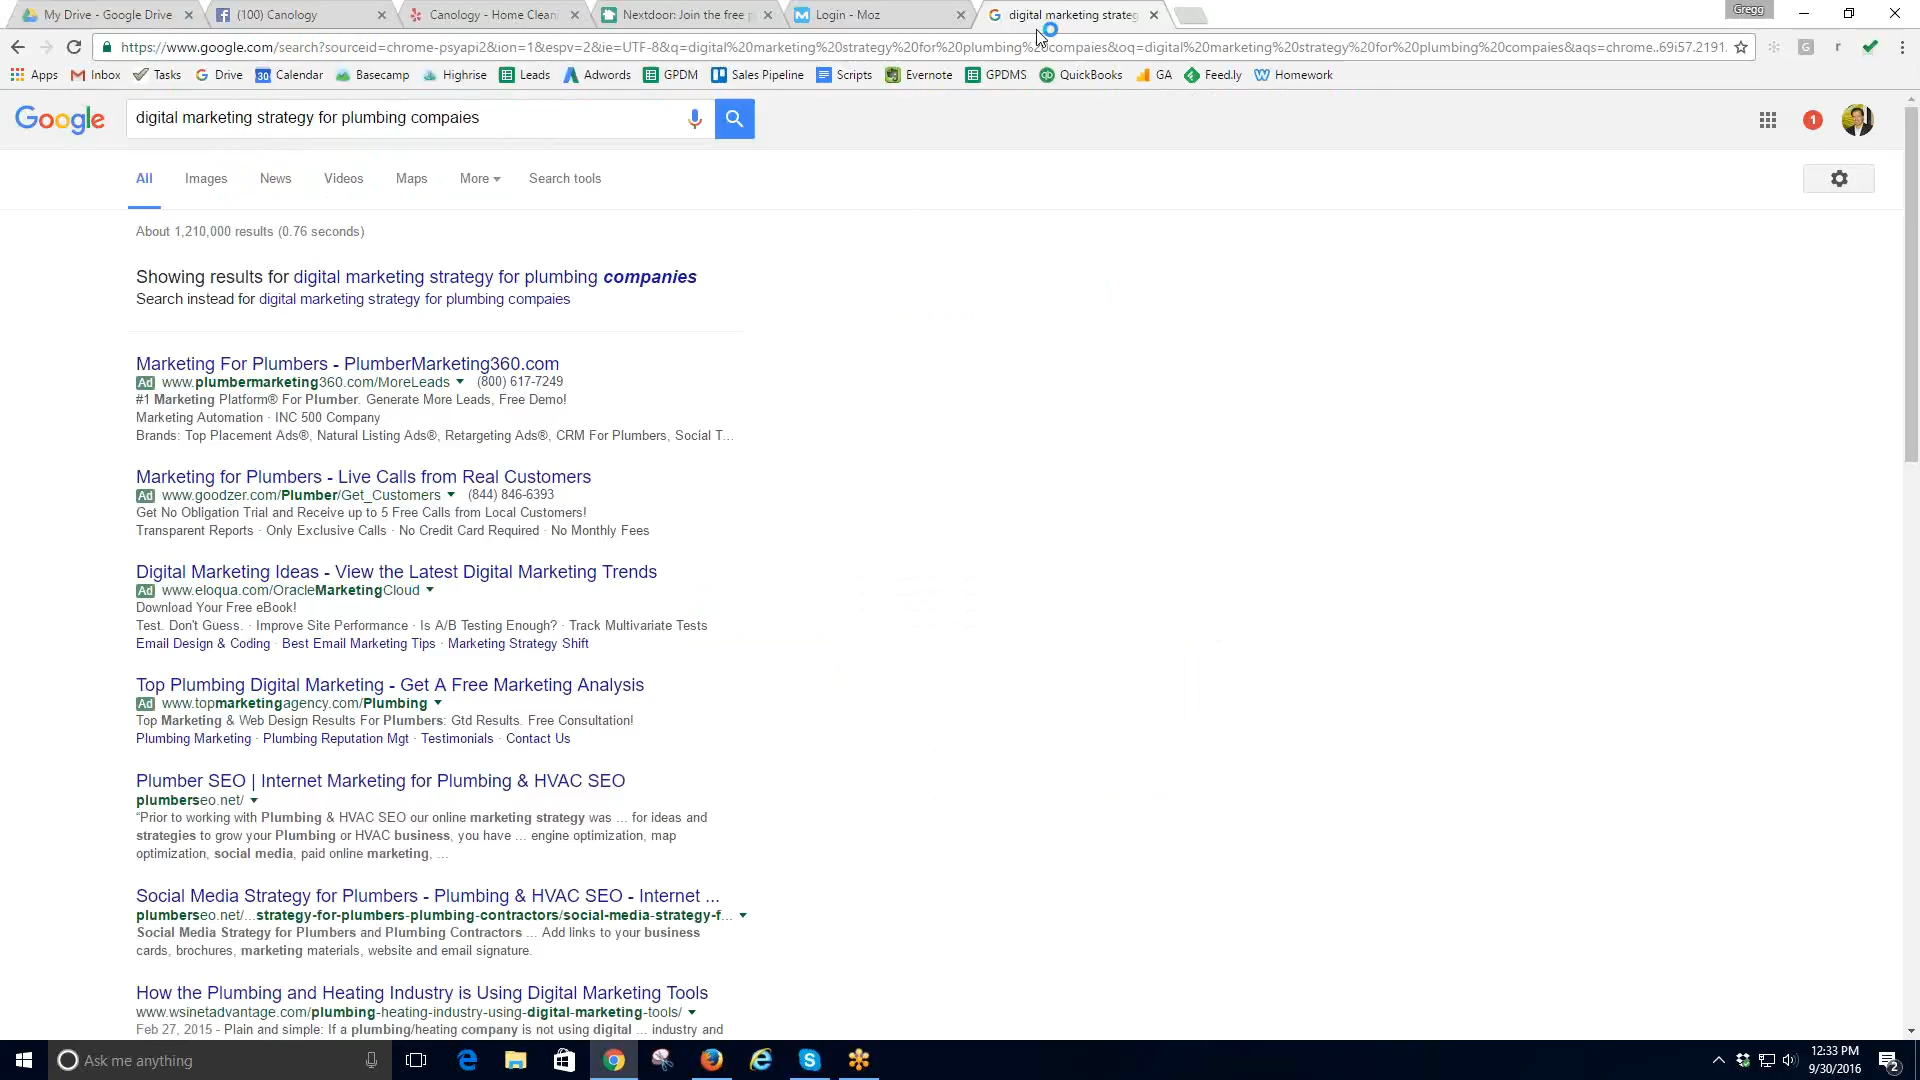 My Drive - Google Drive
(100) Canology
Canology - Home Clean
Nextdoor: Join the free p
Login - Moz
digital marketing strateg
Gregg
https://www.google.com/search?sourceid=chrome-psyapi2&ion=1&espv=2&ie=UTF-8&q=digital%20marketing%20strategy%20for%20plumbing%20compaies&oq=digital%20marketing%20strategy%20for%20plumbing%20compaies&aqs=chrome..69i57.2191.
Apps Inbox Tasks Drive Calendar Basecamp Highrise Leads Adwords GPDM Sales Pipeline Scripts Evernote GPDMS QuickBooks GA Feed.ly Homework
Google
digital marketing strategy for plumbing compaies
1
All Images News Videos Maps More Search tools
About 1,210,000 results (0.76 seconds)
Showing results for digital marketing strategy for plumbing companies
Search instead for digital marketing strategy for plumbing compaies
Marketing For Plumbers - PlumberMarketing360.com
Ad www.plumbermarketing360.com/MoreLeads (800) 617-7249
#1 Marketing Platform® For Plumber. Generate More Leads, Free Demo!
Marketing Automation · INC 500 Company
Brands: Top Placement Ads®, Natural Listing Ads®, Retargeting Ads®, CRM For Plumbers, Social T...
Marketing for Plumbers - Live Calls from Real Customers
Ad www.goodzer.com/Plumber/Get_Customers (844) 846-6393
Get No Obligation Trial and Receive up to 5 Free Calls from Local Customers!
Transparent Reports · Only Exclusive Calls · No Credit Card Required · No Monthly Fees
Digital Marketing Ideas - View the Latest Digital Marketing Trends
Ad www.eloqua.com/OracleMarketingCloud
Download Your Free eBook!
Test. Don't Guess. · Improve Site Performance · Is A/B Testing Enough? · Track Multivariate Tests
Email Design & Coding · Best Email Marketing Tips · Marketing Strategy Shift
Top Plumbing Digital Marketing - Get A Free Marketing Analysis
Ad www.topmarketingagency.com/Plumbing
Top Marketing & Web Design Results For Plumbers: Gtd Results. Free Consultation!
Plumbing Marketing · Plumbing Reputation Mgt · Testimonials · Contact Us
Plumber SEO | Internet Marketing for Plumbing & HVAC SEO
plumberseo.net/
"Prior to working with Plumbing & HVAC SEO our online marketing strategy was ... for ideas and
strategies to grow your Plumbing or HVAC business, you have ... engine optimization, map
optimization, social media, paid online marketing, ...
Social Media Strategy for Plumbers - Plumbing & HVAC SEO - Internet ...
plumberseo.net/...strategy-for-plumbers-plumbing-contractors/social-media-strategy-f...
Social Media Strategy for Plumbers and Plumbing Contractors ... Add links to your business
cards, brochures, marketing materials, website and email signature.
How the Plumbing and Heating Industry is Using Digital Marketing Tools
www.wsinetadvantage.com/plumbing-heating-industry-using-digital-marketing-tools/
Feb 27, 2015 - Plain and simple: If a plumbing/heating company is not using digital ... industry and
Ask me anything
12:33 PM
9/30/2016
2